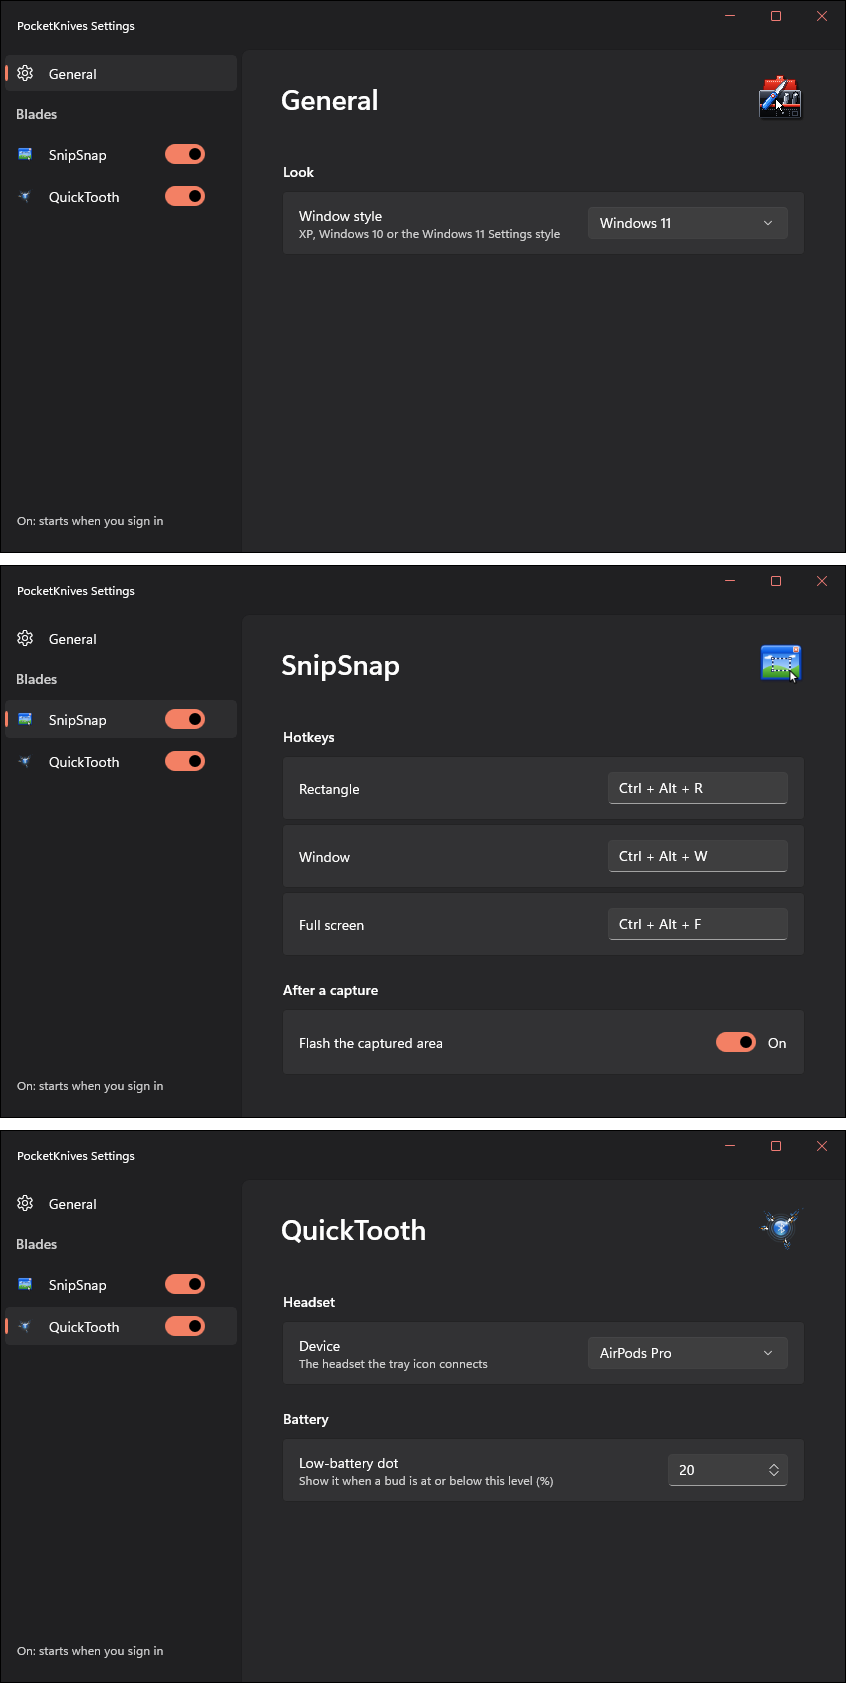 PocketKnives Settings
General
Blades
SnipSnap
QuickTooth
On: starts when you sign in
General
Look
Window style
XP, Windows 10 or the Windows 11 Settings style
Windows 11
PocketKnives Settings
General
Blades
SnipSnap
QuickTooth
On: starts when you sign in
SnipSnap
Hotkeys
Rectangle
Ctrl + Alt + R
Window
Ctrl + Alt + W
Full screen
Ctrl + Alt + F
After a capture
Flash the captured area
On
PocketKnives Settings
General
Blades
SnipSnap
QuickTooth
On: starts when you sign in
QuickTooth
Headset
Device
The headset the tray icon connects
AirPods Pro
Battery
Low-battery dot
Show it when a bud is at or below this level (%)
20